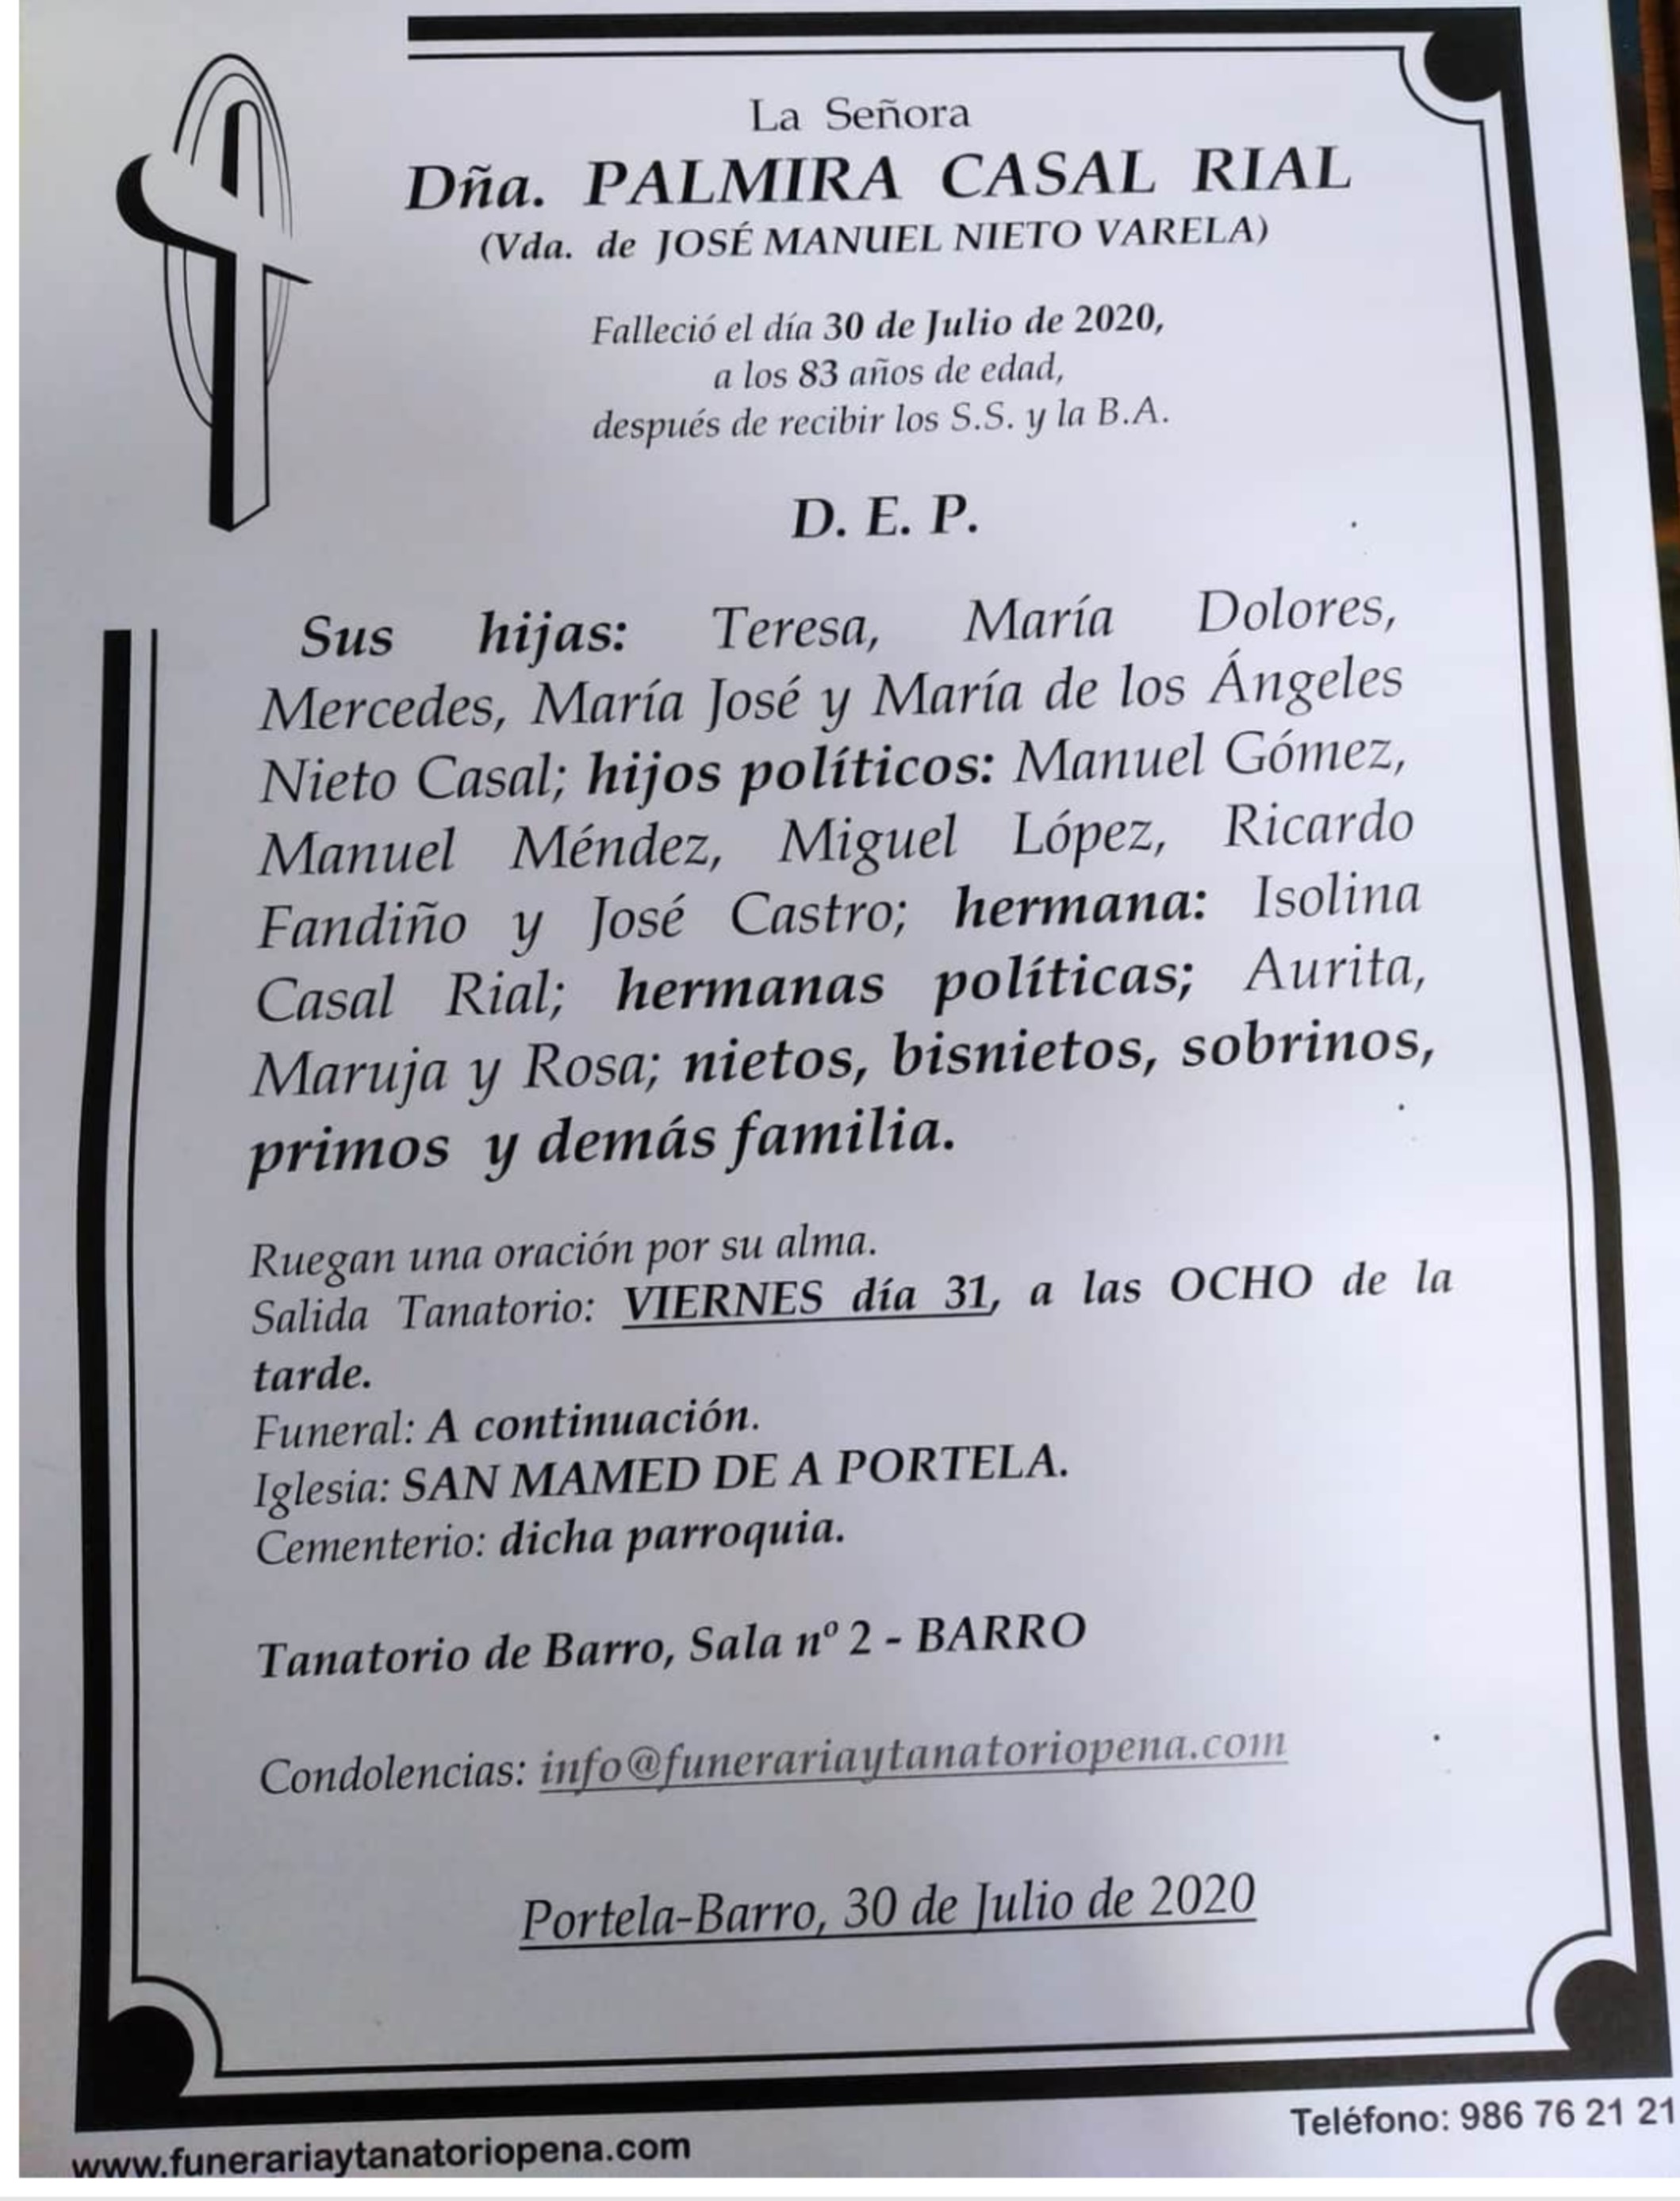 La Señora
Dña. PALMIRA CASAL RIAL
(Vda. de JOSÉ MANUEL NIETO VARELA)
Falleció el día 30 de Julio de 2020,
a los 83 años de edad,
después de recibir los S.S. y la B.A.
D. E. P.
Sus hijas: Teresa, María Dolores,
Mercedes, María José y María de los Ángeles
Nieto Casal; hijos políticos: Manuel Gómez,
Manuel Méndez, Miguel López, Ricardo
Fandiño y José Castro; hermana: Isolina
Casal Rial; hermanas políticas; Aurita,
Maruja y Rosa; nietos, bisnietos, sobrinos,
primos y demás familia.
Ruegan una oración por su alma.
Salida Tanatorio: VIERNES día 31, a las OCHO de la
tarde.
Funeral: A continuación.
Iglesia: SAN MAMED DE A PORTELA.
Cementerio: dicha parroquia.
Tanatorio de Barro, Sala nº 2 - BARRO
Condolencias: info@funerariaytanatoriopena.com
Portela-Barro, 30 de Julio de 2020
www.funerariaytanatoriopena.com
Teléfono: 986 76 21 21